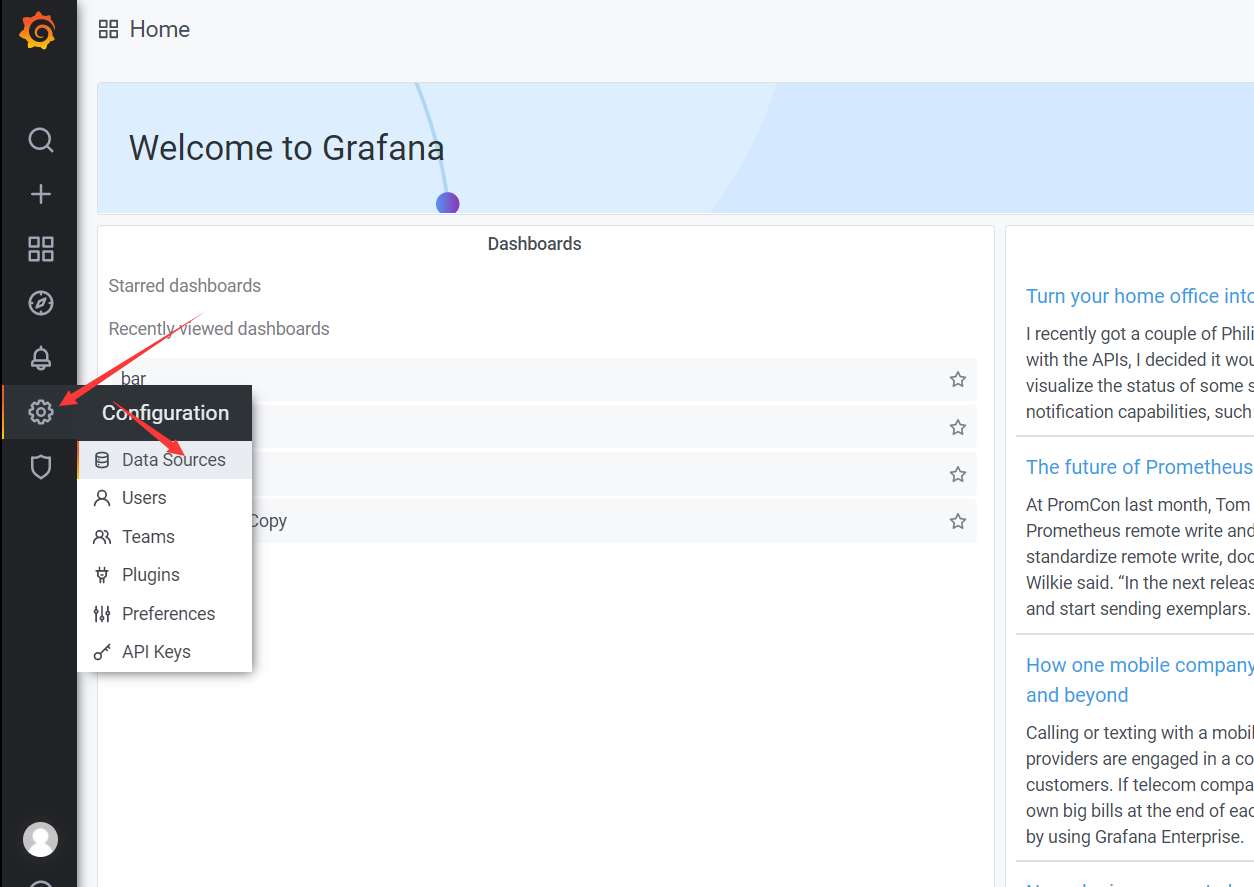 Home
Welcome to Grafana
Dashboards
Starred dashboards
Recently viewed dashboards
bar
Copy
Configuration
Data Sources
Users
Teams
Plugins
Preferences
API Keys
Turn your home office into
I recently got a couple of Phili
with the APIs, I decided it wou
visualize the status of some s
notification capabilities, such
The future of Prometheus
At PromCon last month, Tom
Prometheus remote write and
standardize remote write, doc
Wilkie said. “In the next releas
and start sending exemplars.
How one mobile company
and beyond
Calling or texting with a mobil
providers are engaged in a co
customers. If telecom compa
own big bills at the end of eac
by using Grafana Enterprise.